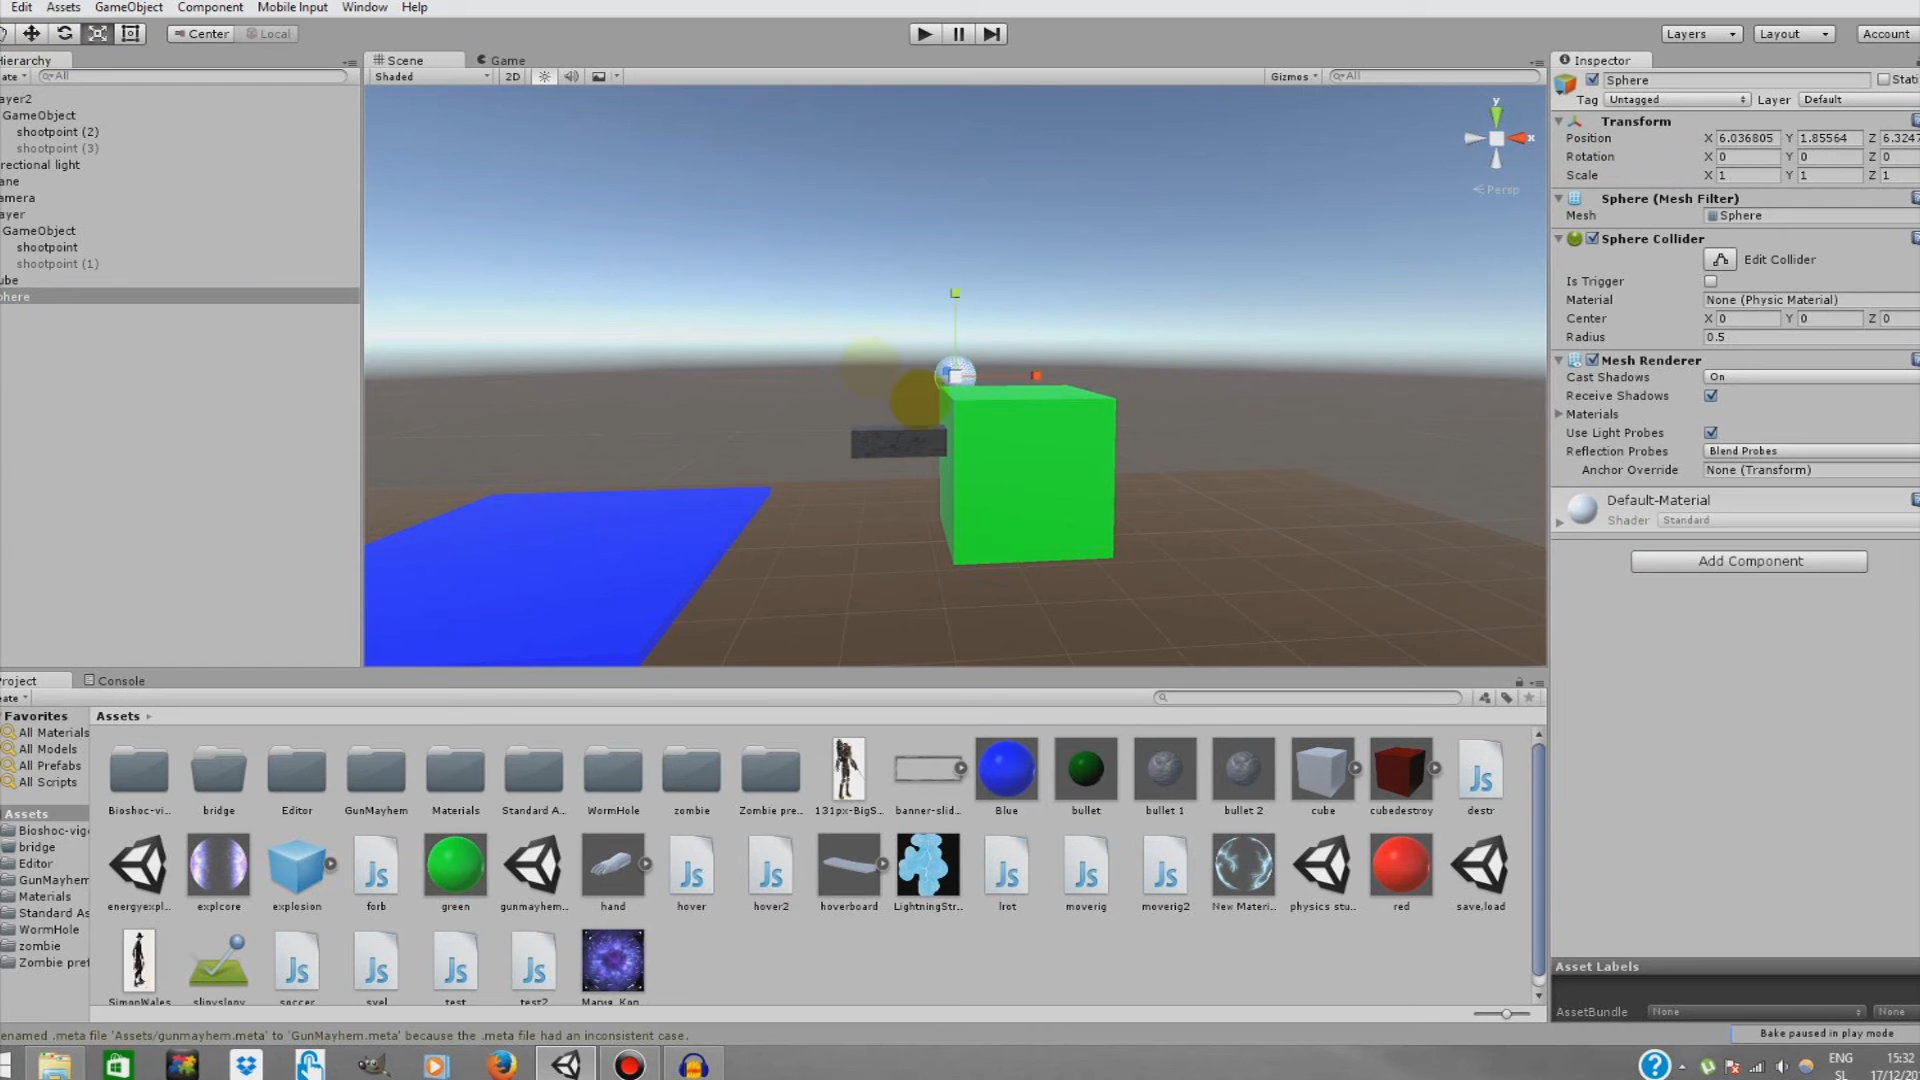 Edit Assets GameObject Component Mobile Input Window Help
Center Local Layers Layout Account
Hierarchy Scene Game Inspector
ate All Shaded 2D Gizmos All Sphere Stati
Tag Untagged Layer Default
ayer2
GameObject
shootpoint (2)
shootpoint (3)
rectional light
ane
amera
ayer
GameObject
shootpoint
shootpoint (1)
ube
phere
y
x
Persp
Transform
Position X 6.036805 Y 1.85564 Z 6.3247
Rotation X 0 Y 0 Z 0
Scale X 1 Y 1 Z 1
Sphere (Mesh Filter)
Mesh Sphere
Sphere Collider
Edit Collider
Is Trigger
Material None (Physic Material)
Center X 0 Y 0 Z 0
Radius 0.5
Mesh Renderer
Cast Shadows On
Receive Shadows
Materials
Use Light Probes
Reflection Probes Blend Probes
Anchor Override None (Transform)
Default-Material
Shader Standard
Add Component
Project Console
ate
Favorites
All Materials
All Models
All Prefabs
All Scripts
Assets
Bioshoc-vig
bridge
Editor
GunMayhem
Materials
Standard As
WormHole
zombie
Zombie pref
Assets
Bioshoc-vi... bridge Editor GunMayhem Materials Standard A... WormHole zombie Zombie pre... 131px-BigS... banner-slid... Blue bullet bullet 1 bullet 2 cube cubedestroy destr
energyexpl... explcore explosion forb green gunmayhem... hand hover hover2 hoverboard LightningStr... lrot moverig moverig2 New Materi... physics stu... red save,load
SimonWales slipyslopy soccer svel test test2
Asset Labels
AssetBundle None None
enamed .meta file 'Assets/gunmayhem.meta' to 'GunMayhem.meta' because the .meta file had an inconsistent case.
Bake paused in play mode
ENG 15:32
SL 17/12/20